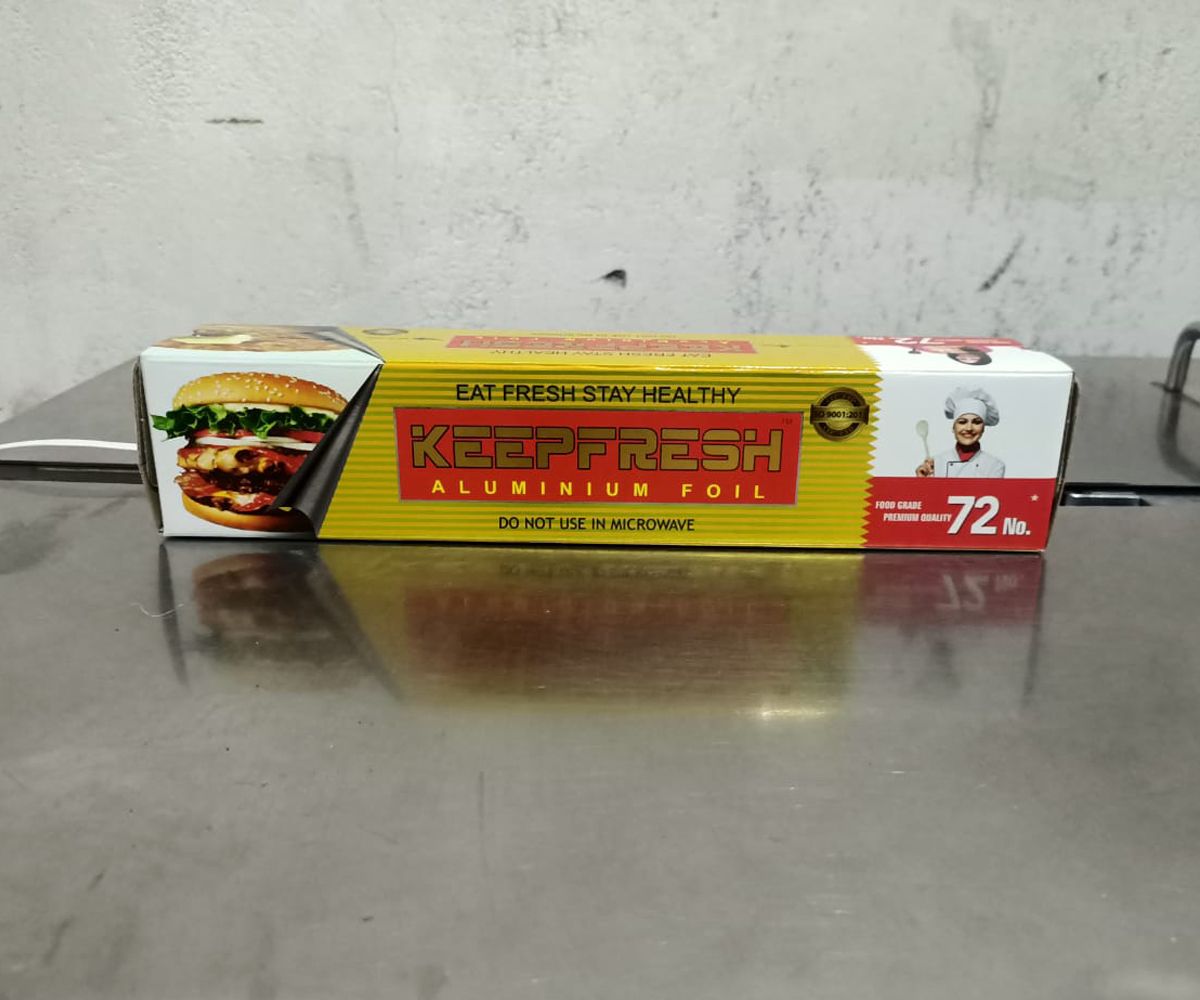 EAT FRESH STAY HEALTHY
KEEPFRESH
ALUMINIUM FOIL
DO NOT USE IN MICROWAVE
FOOD GRADE
PREMIUM QUALITY
72 No.
*